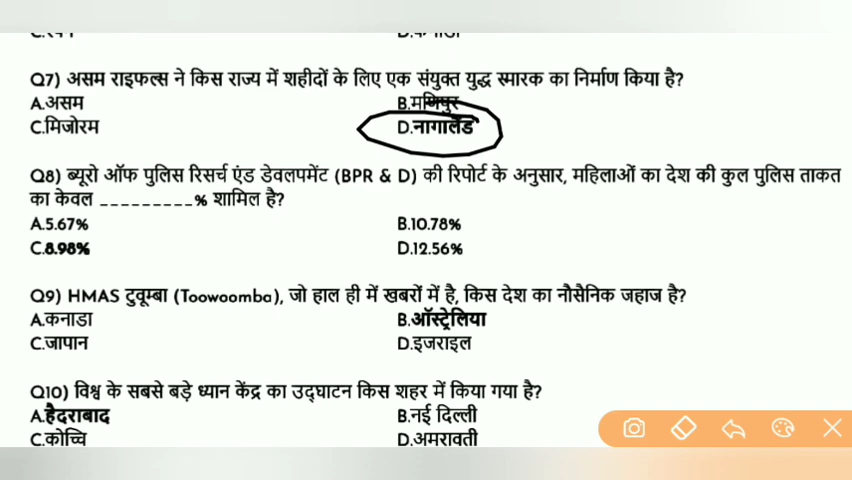 Q7) असम राइफल्स ने किस राज्य में शहीदों के लिए एक संयुक्त युद्ध स्मारक का निर्माण किया है?
A.असम B.मणिपुर
C.मिजोरम D.नागालैंड
Q8) ब्यूरो ऑफ पुलिस रिसर्च एंड डेवलपमेंट (BPR & D) की रिपोर्ट के अनुसार, महिलाओं का देश की कुल पुलिस ताकत
का केवल _________% शामिल है?
A.5.67% B.10.78%
C.8.98% D.12.56%
Q9) HMAS टुवूम्बा (Toowoomba), जो हाल ही में खबरों में है, किस देश का नौसैनिक जहाज है?
A.कनाडा B.ऑस्ट्रेलिया
C.जापान D.इजराइल
Q10) विश्व के सबसे बड़े ध्यान केंद्र का उद्घाटन किस शहर में किया गया है?
A.हैदराबाद B.नई दिल्ली
C.कोच्चि D.अमरावती